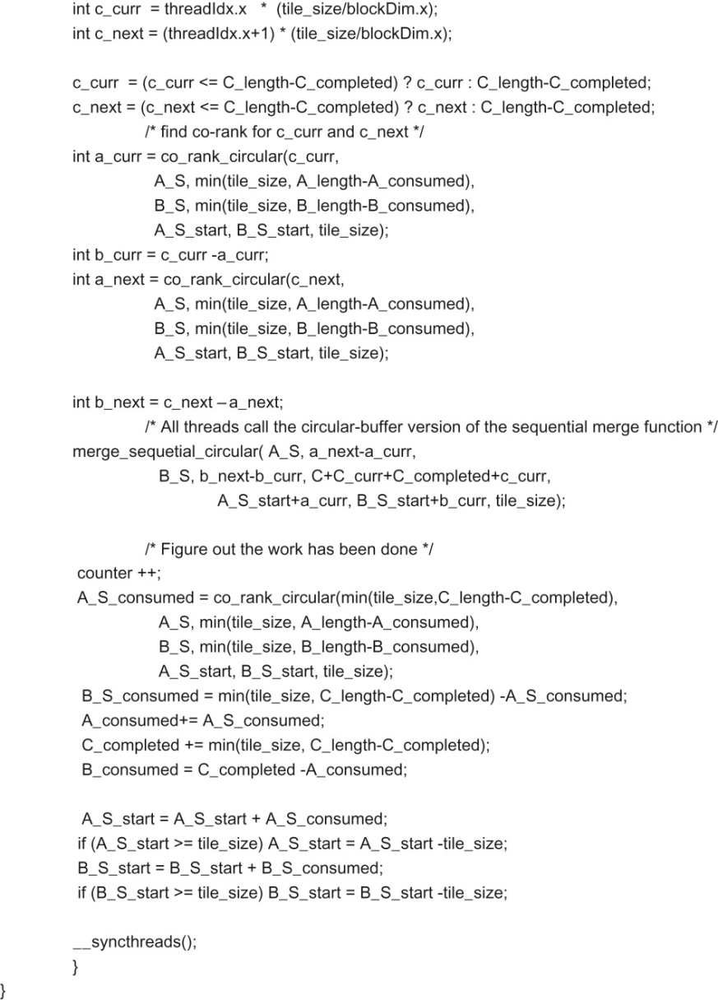 int c_curr = threadIdx.x * (tile_size/blockDim.x);
int c_next = (threadIdx.x+1) * (tile_size/blockDim.x);
c_curr = (c_curr <= C_length-C_completed) ? c_curr : C_length-C_completed;
c_next = (c_next <= C_length-C_completed) ? c_next : C_length-C_completed;
/* find co-rank for c_curr and c_next */
int a_curr = co_rank_circular(c_curr,
A_S, min(tile_size, A_length-A_consumed),
B_S, min(tile_size, B_length-B_consumed),
A_S_start, B_S_start, tile_size);
int b_curr = c_curr -a_curr;
int a_next = co_rank_circular(c_next,
A_S, min(tile_size, A_length-A_consumed),
B_S, min(tile_size, B_length-B_consumed),
A_S_start, B_S_start, tile_size);
int b_next = c_next –a_next;
/* All threads call the circular-buffer version of the sequential merge function */
merge_sequetial_circular( A_S, a_next-a_curr,
B_S, b_next-b_curr, C+C_curr+C_completed+c_curr,
A_S_start+a_curr, B_S_start+b_curr, tile_size);
/* Figure out the work has been done */
counter ++;
A_S_consumed = co_rank_circular(min(tile_size,C_length-C_completed),
A_S, min(tile_size, A_length-A_consumed),
B_S, min(tile_size, B_length-B_consumed),
A_S_start, B_S_start, tile_size);
B_S_consumed = min(tile_size, C_length-C_completed) -A_S_consumed;
A_consumed+= A_S_consumed;
C_completed += min(tile_size, C_length-C_completed);
B_consumed = C_completed -A_consumed;
A_S_start = A_S_start + A_S_consumed;
if (A_S_start >= tile_size) A_S_start = A_S_start -tile_size;
B_S_start = B_S_start + B_S_consumed;
if (B_S_start >= tile_size) B_S_start = B_S_start -tile_size;
__syncthreads();
}
}